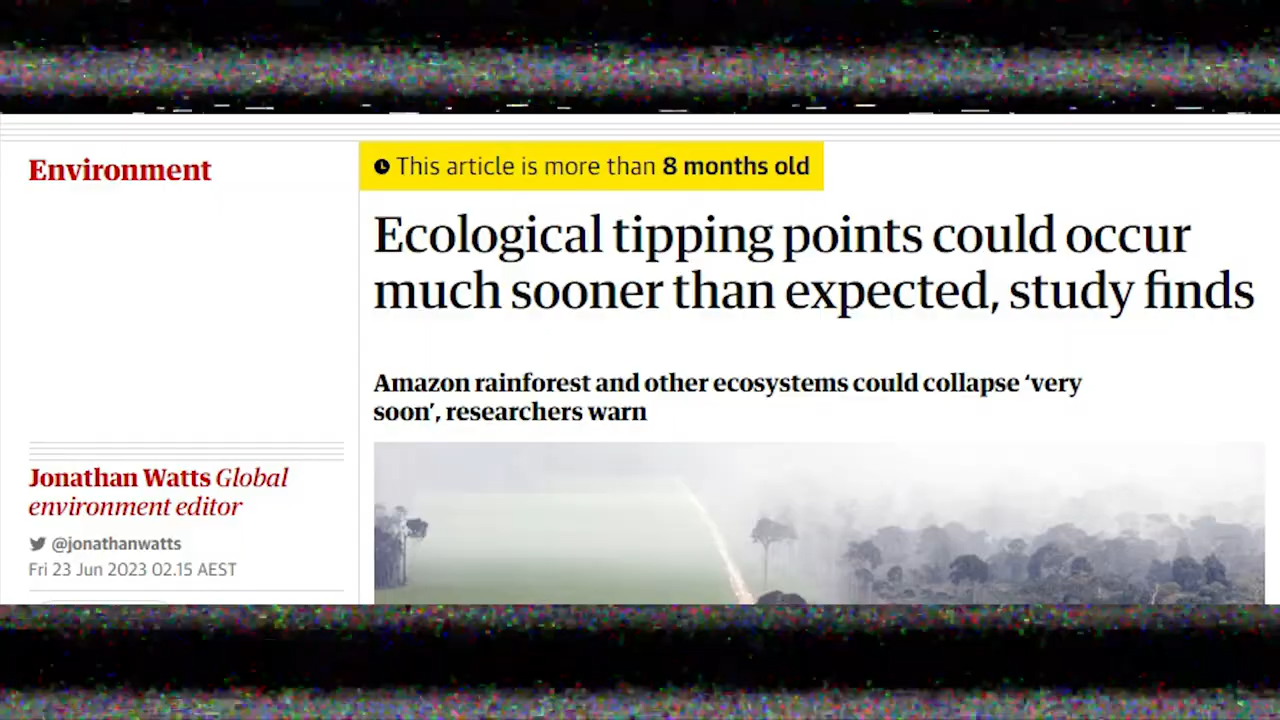 Environment
This article is more than 8 months old
Ecological tipping points could occur
much sooner than expected, study finds
Amazon rainforest and other ecosystems could collapse ‘very
soon’, researchers warn
Jonathan Watts Global
environment editor
@jonathanwatts
Fri 23 Jun 2023 02.15 AEST